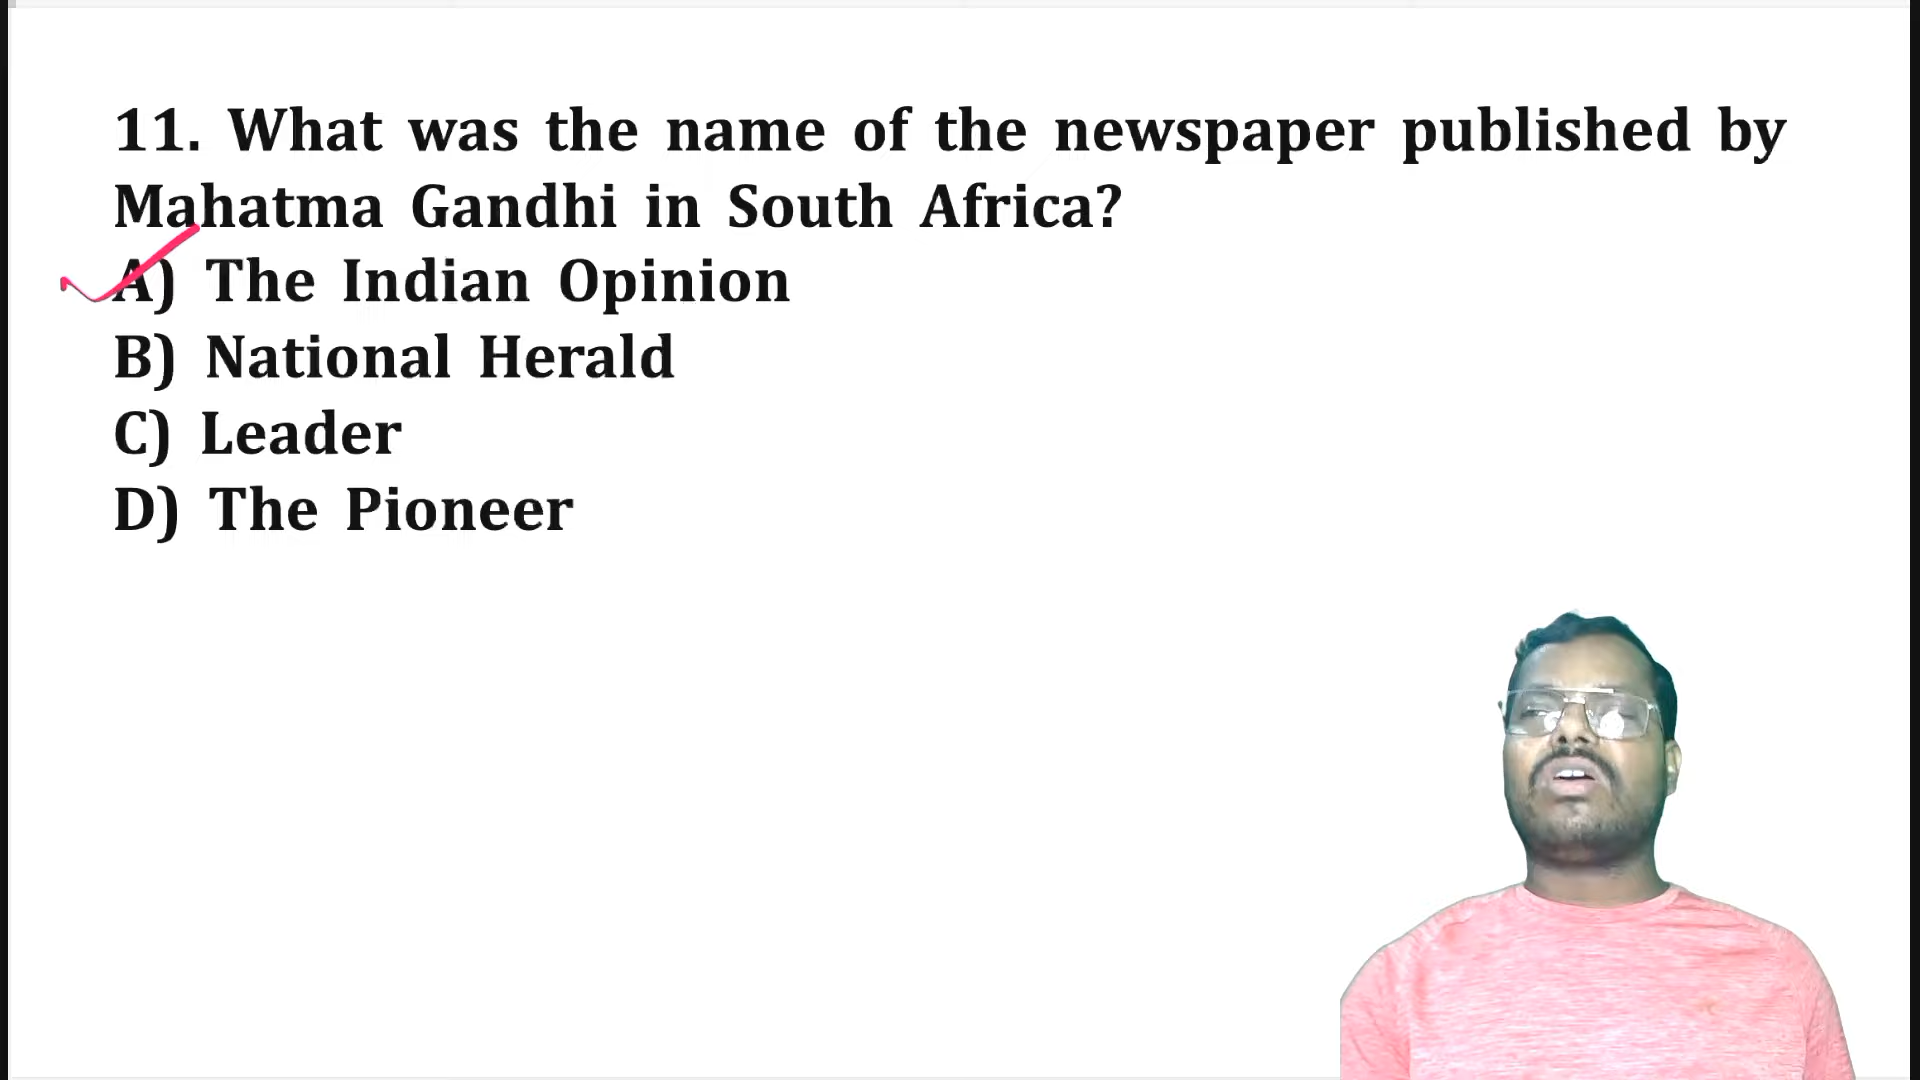 11. What was the name of the newspaper published by
Mahatma Gandhi in South Africa?
A) The Indian Opinion
B) National Herald
C) Leader
D) The Pioneer